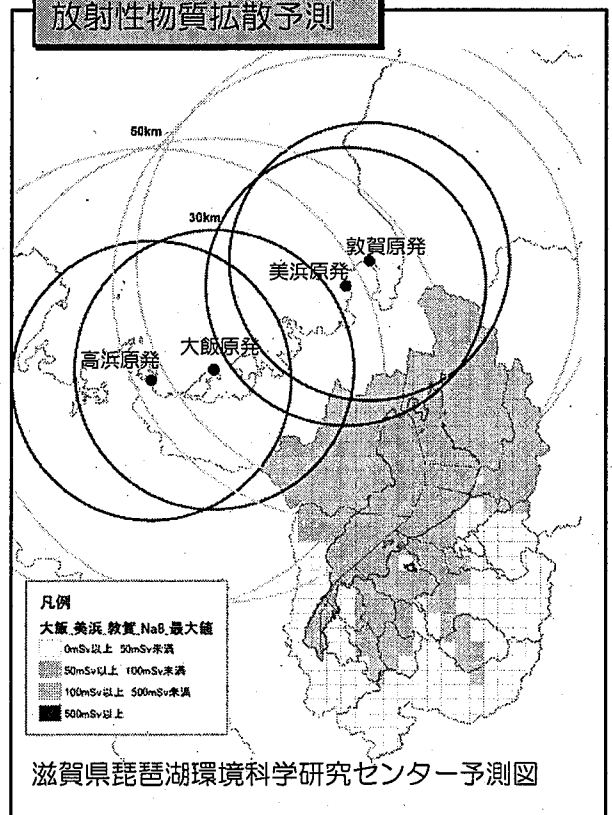 放射性物質拡散予測
50km
30km
敦賀原発
美浜原発
大飯原発
高浜原発
凡例
大飯_美浜_敦賀_NaB_最大値
0mSv以上 50mSv未満
50mSv以上 100mSv未満
100mSv以上 500mSv未満
500mSv以上
滋賀県琵琶湖環境科学研究センター予測図